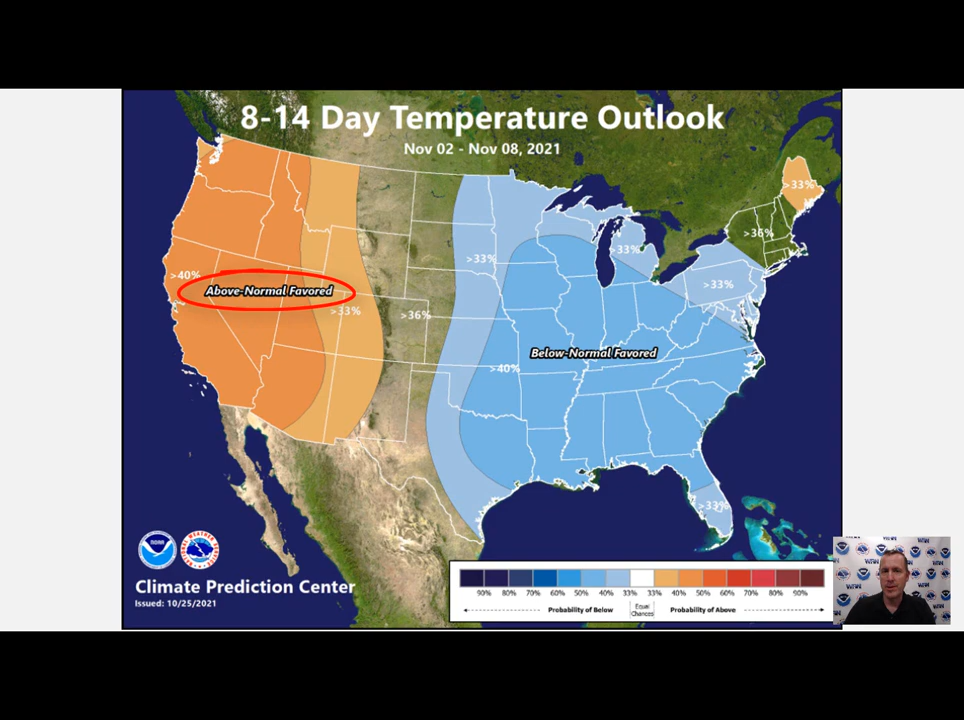 8-14 Day Temperature Outlook
Nov 02 - Nov 08, 2021
>33%
>36%
>33%
>33%
>40%
>33%
Above-Normal Favored
>33%
>36%
Below-Normal Favored
>40%
>33%
NOAA
Climate Prediction Center
Issued: 10/25/2021
90% 80% 70% 60% 50% 40% 33% 33% 40% 50% 60% 70% 80% 90%
Probability of Below
Equal
Chances
Probability of Above